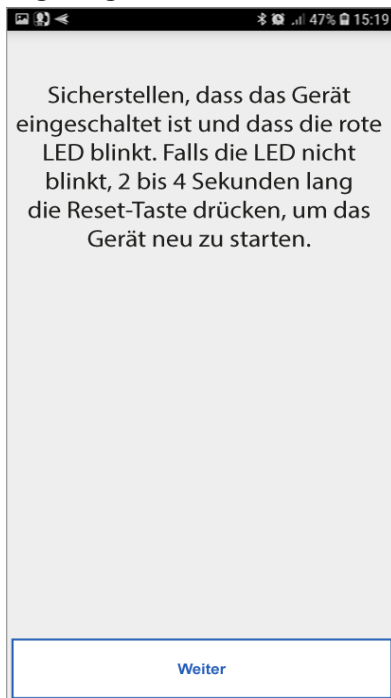 47% 15:19
Sicherstellen, dass das Gerät
eingeschaltet ist und dass die rote
LED blinkt. Falls die LED nicht
blinkt, 2 bis 4 Sekunden lang
die Reset-Taste drücken, um das
Gerät neu zu starten.
Weiter